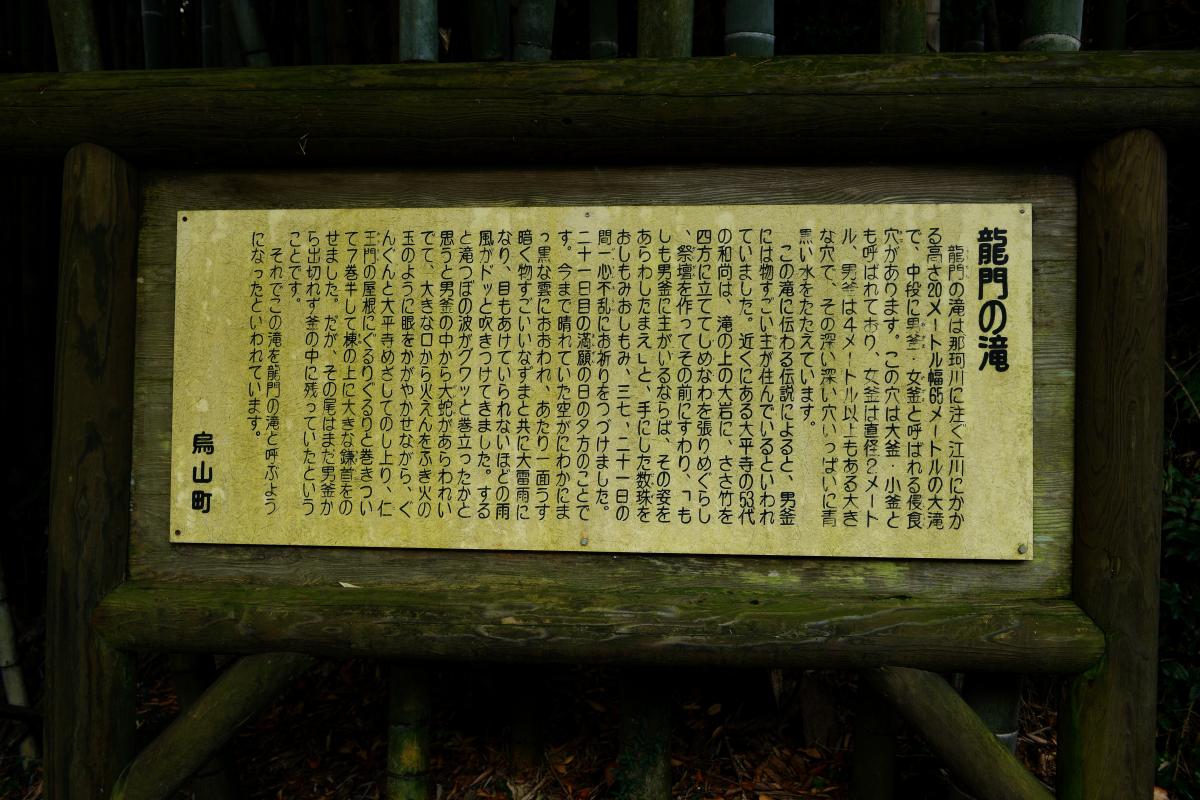 龍門の滝
龍門の滝は那珂川に注ぐ江川にかか
る高さ20メートル幅65メートルの大滝
で、中段に男釜・女釜と呼ばれる侵食
穴があります。この穴は大釜・小釜と
も呼ばれており、女釜は直径2メート
ル、男釜は4メートル以上もある大き
な穴で、その深い深い穴いっぱいに青
黒い水をたたえています。
この滝に伝わる伝説によると、男釜
には物すごい主が住んでいるといわれ
ていました。近くにある太平寺の53代
の和尚は、滝の上の大岩に、ささ竹を
四方に立ててしめなわを張りめぐらし
、祭壇を作ってその前にすわり、「も
しも男釜に主がいるならば、その姿を
あらわしたまえ」と、手にした数珠を
おしもみおしもみ、三七、二十一日の
間一心不乱にお祈りをつづけました。
二十一日目の満願の日の夕方のことで
す。今まで晴れていた空がにわかにま
っ黒な雲におおわれ、あたり一面うす
暗く物すごいいなずまと共に大雷雨に
なり、目もあけていられないほどの雨
風がドッと吹きつけてきました。する
と滝つぼの波がグワッと巻立ったかと
思うと男釜の中から大蛇があらわれい
でて、大きな口から火えんをふき火の
玉のように眼をかがやかせながら、ぐ
んぐんと太平寺めざしてのし上り、仁
王門の屋根にぐるりぐるりと巻きつい
て7巻半して棟の上に大きな鎌首をの
せました。だが、その尾はまだ男釜か
ら出切れず釜の中に残っていたという
ことです。
それでこの滝を龍門の滝と呼ぶよう
になったといわれています。
烏山町